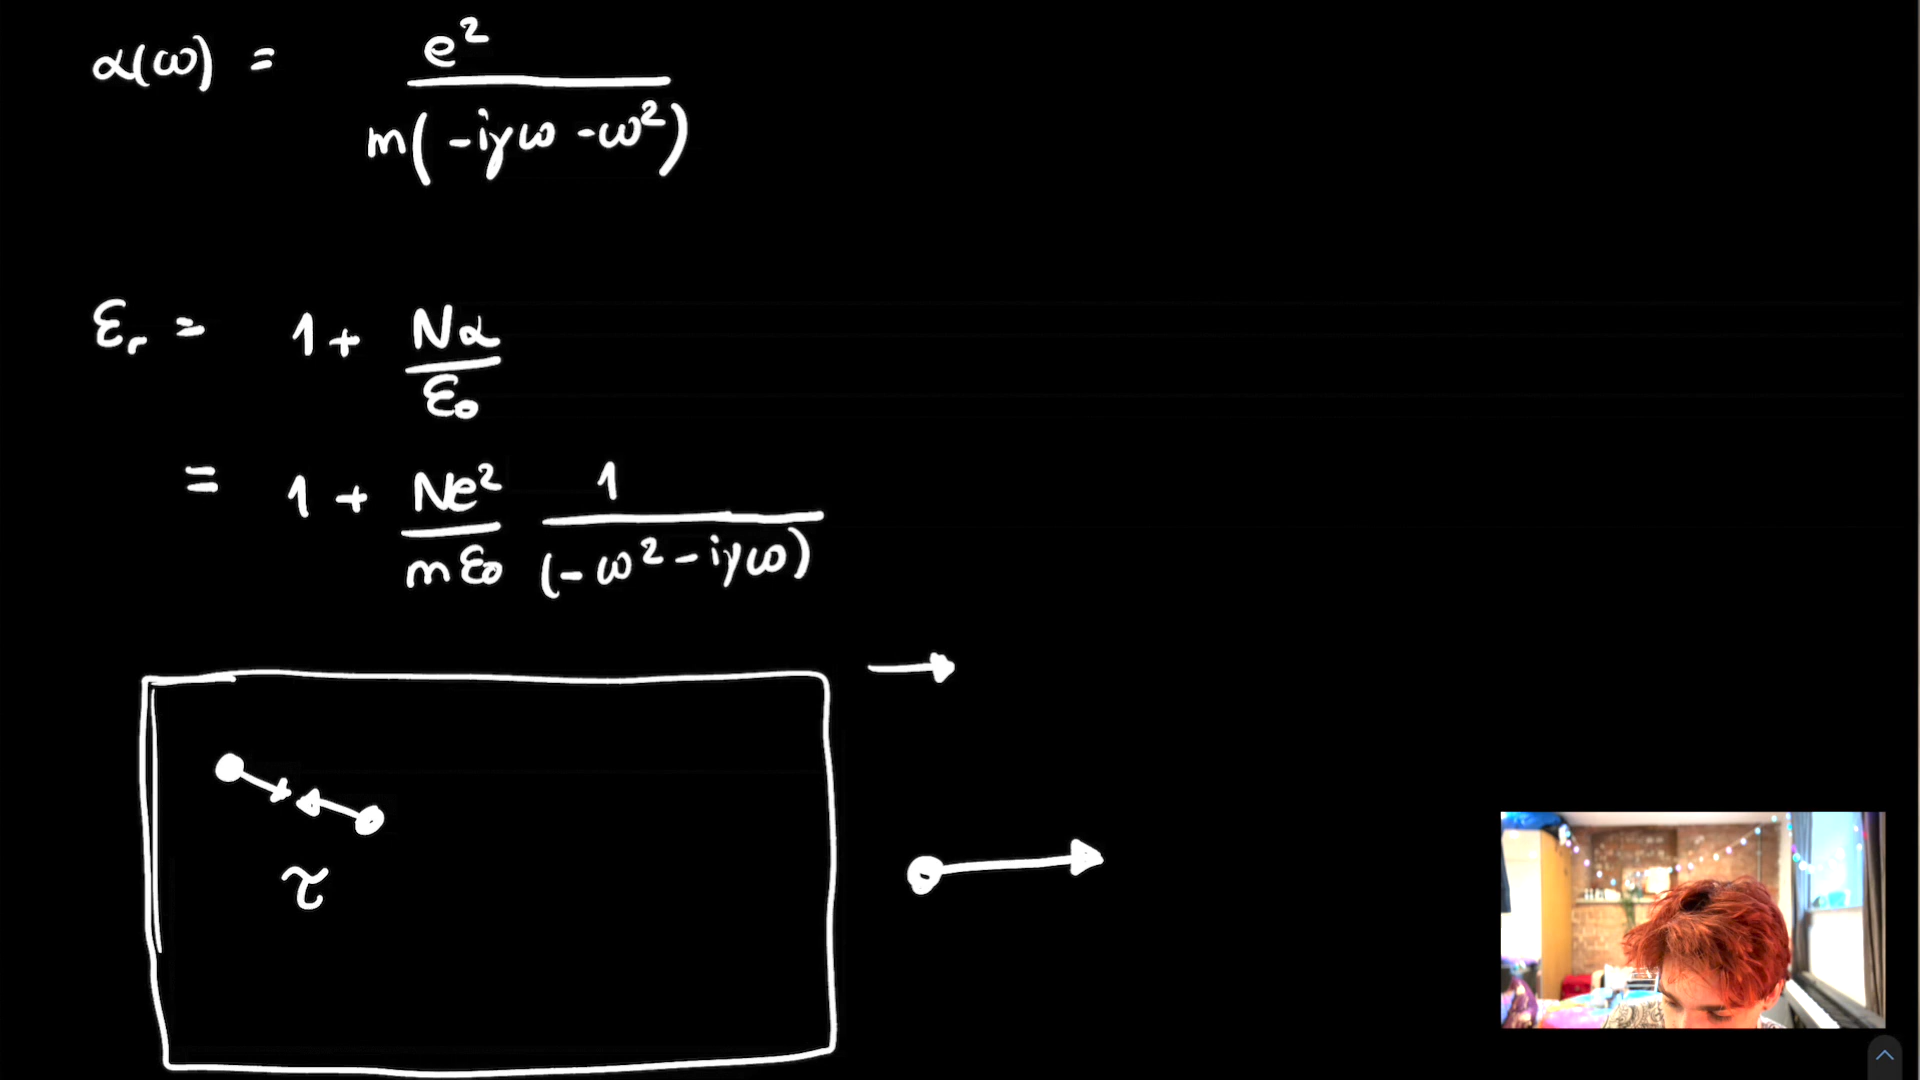 α(ω) = e² / m(-iγω - ω²)
εᵣ = 1 + Nα / ε₀
= 1 + Ne² / mε₀ 1 / (-ω² - iγω)
τ